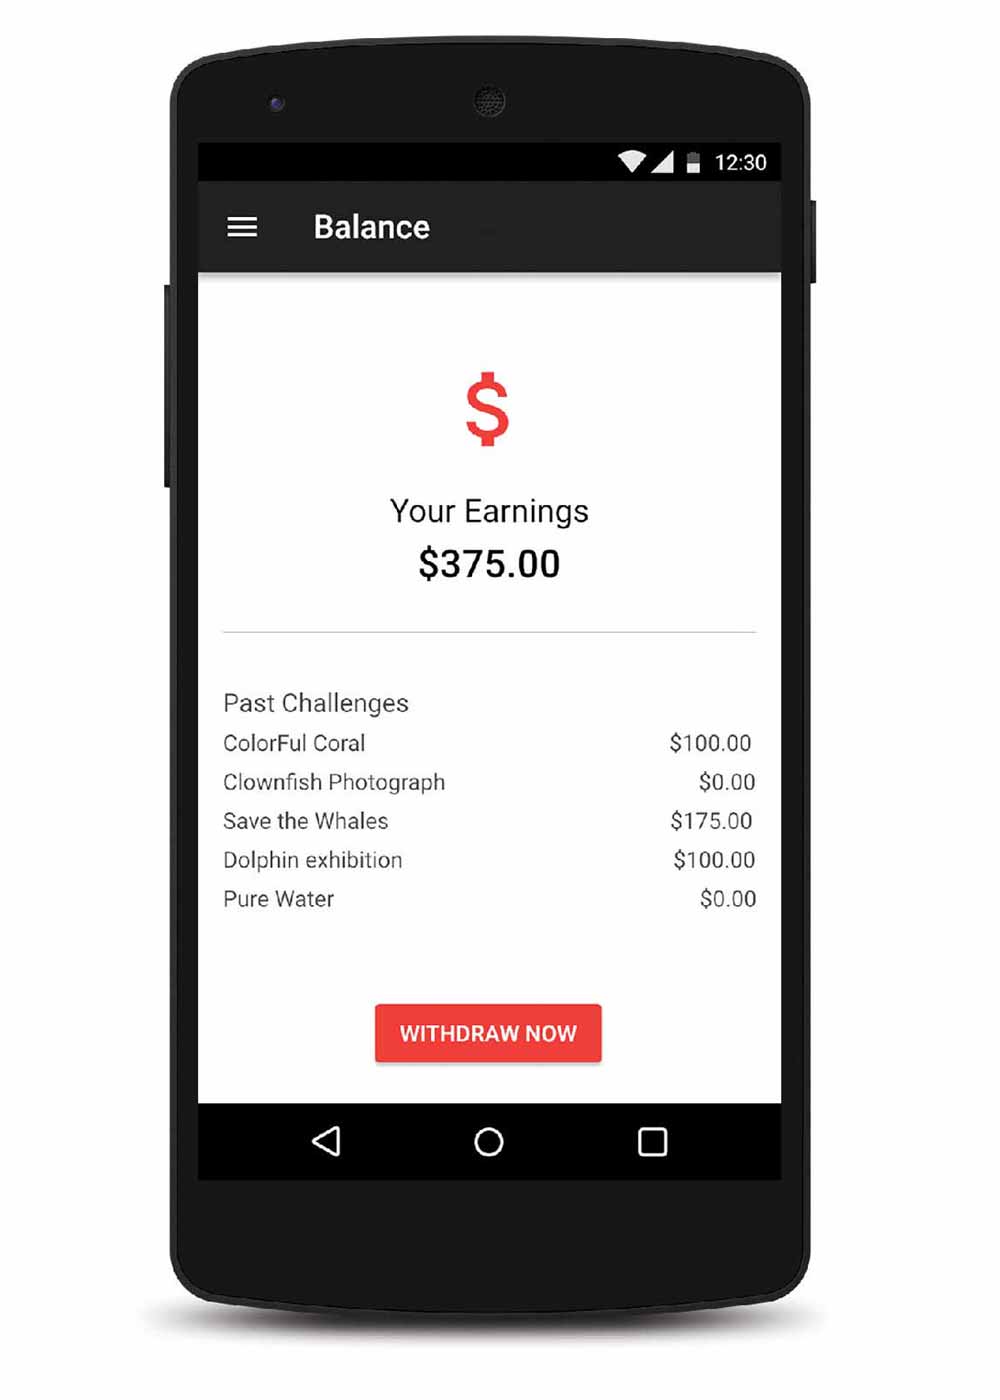 12:30
Balance
$
Your Earnings
$375.00
Past Challenges
ColorFul Coral $100.00
Clownfish Photograph $0.00
Save the Whales $175.00
Dolphin exhibition $100.00
Pure Water $0.00
WITHDRAW NOW